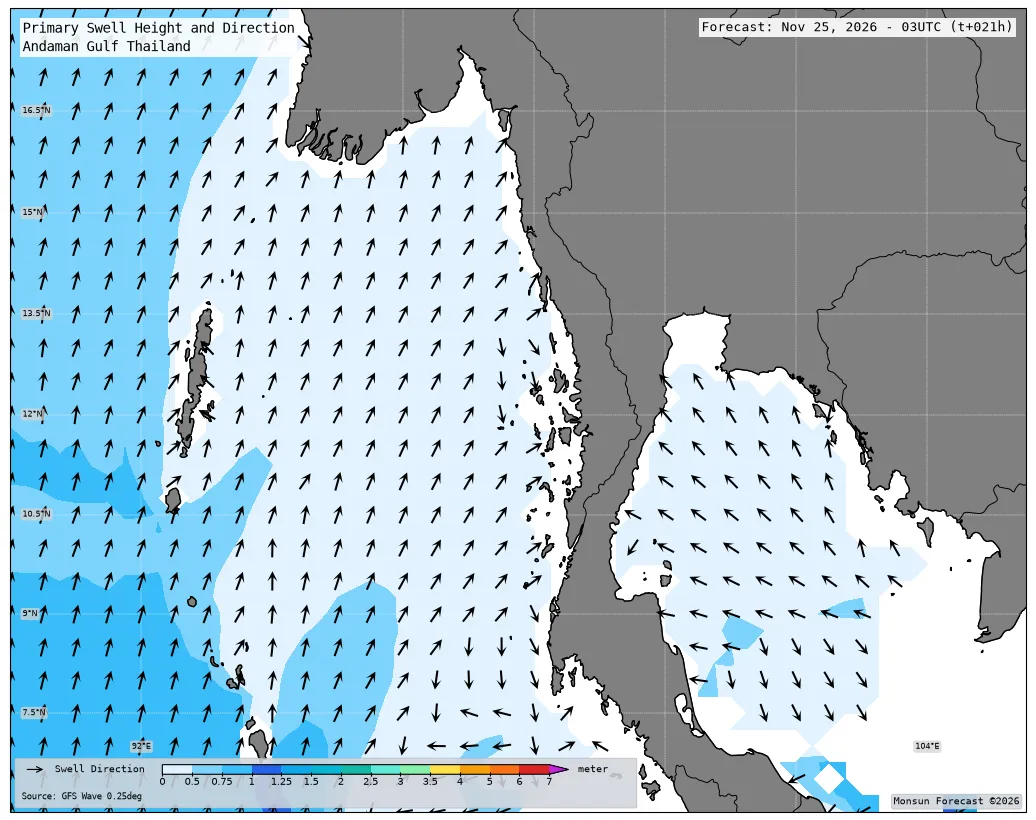 Primary Swell Height and Direction
Andaman Gulf Thailand
Forecast: Nov 25, 2026 - 03UTC (t+021h)
16.5°N
15°N
13.5°N
12°N
10.5°N
9°N
7.5°N
92°E
104°E
Swell Direction
0 0.5 0.75 1 1.25 1.5 2 2.5 3 3.5 4 5 6 7
meter
Source: GFS Wave 0.25deg
Monsun Forecast ©2026